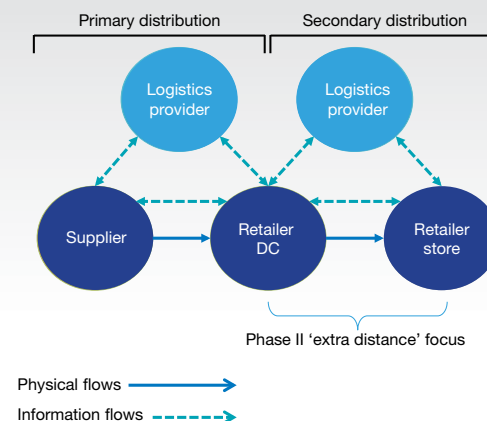 Primary distribution
Secondary distribution
Logistics
provider
Logistics
provider
Supplier
Retailer
DC
Retailer
store
Phase II ‘extra distance’ focus
Physical flows
Information flows